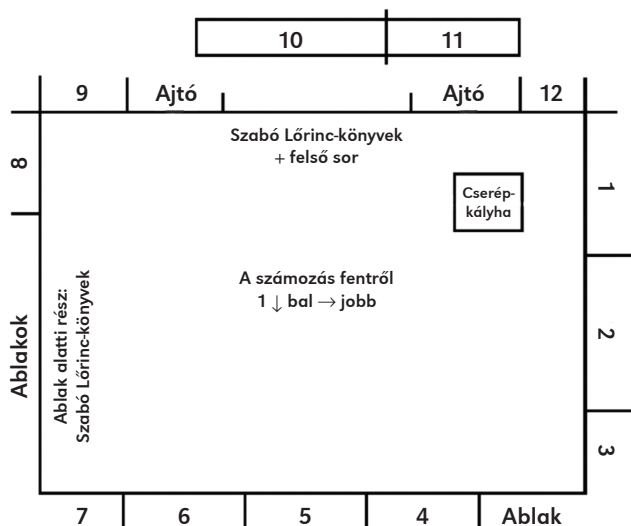 10
11
9
Ajtó
Ajtó
12
Szabó Lőrinc-könyvek
+ felső sor
8
Cserép-
kályha
1
A számozás fentről
1 ↓ bal → jobb
Ablakok
Ablak alatti rész:
Szabó Lőrinc-könyvek
2
3
7
6
5
4
Ablak